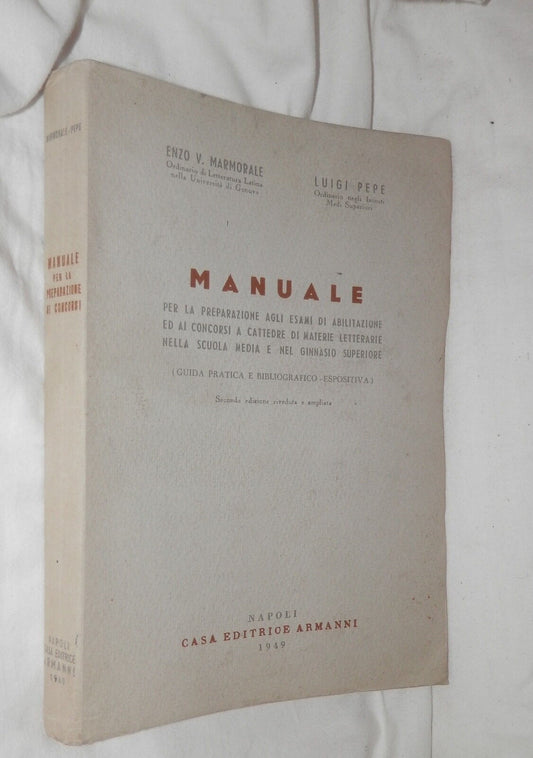 MARMORALE - PEPE
MANUALE
PER LA
PREPARAZIONE
AI CONCORSI
NAPOLI
CASA EDITRICE
ARMANNI
1949
ENZO V. MARMORALE
Ordinario di Letteratura Latina
nella Università di Genova
LUIGI PEPE
Ordinario negli Istituti
Medi Superiori
MANUALE
PER LA PREPARAZIONE AGLI ESAMI DI ABILITAZIONE
ED AI CONCORSI A CATTEDRE DI MATERIE LETTERARIE
NELLA SCUOLA MEDIA E NEL GINNASIO SUPERIORE
(GUIDA PRATICA E BIBLIOGRAFICO-ESPOSITIVA)
Seconda edizione riveduta e ampliata
NAPOLI
CASA EDITRICE ARMANNI
1949